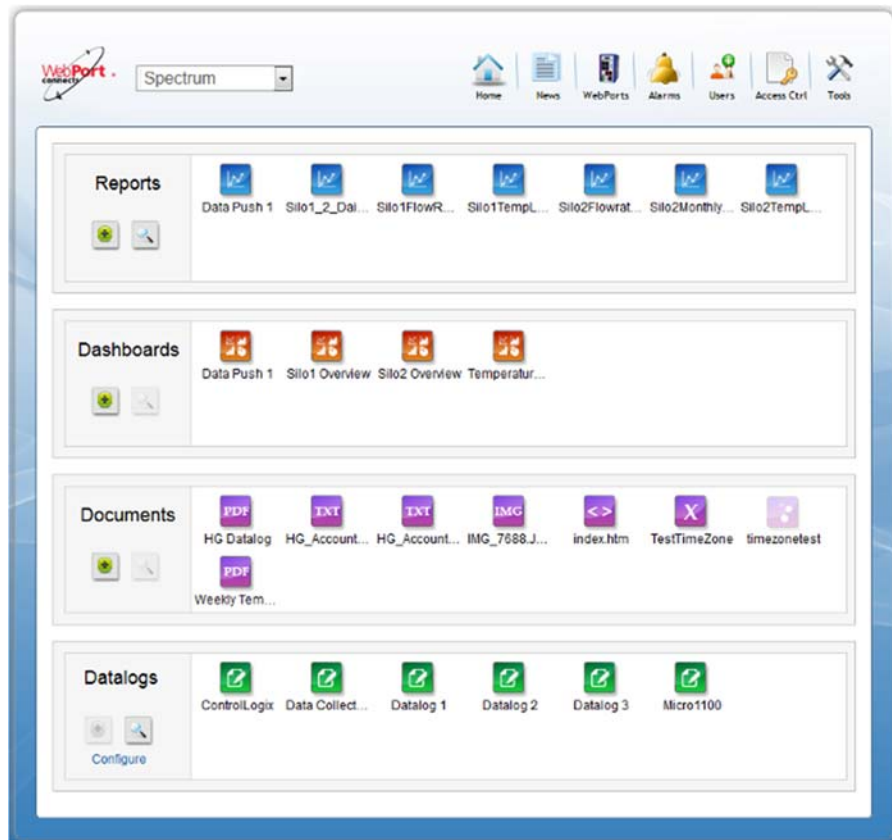 WebPort.
connects
Spectrum
Home News WebPorts Alarms Users Access Ctrl Tools
Reports
Data Push 1 Silo1_2_Dai... Silo1FlowR... Silo1TempL... Silo2Flowrat... Silo2Monthly... Silo2TempL...
Dashboards
Data Push 1 Silo1 Overview Silo2 Overview Temperatur...
Documents
PDF TXT TXT IMG < > X
HG Datalog HG_Account... HG_Account... IMG_7688.J... index.htm TestTimeZone timezonetest
PDF
Weekly Tem...
Datalogs
ControlLogix Data Collect... Datalog 1 Datalog 2 Datalog 3 Micro1100
Configure